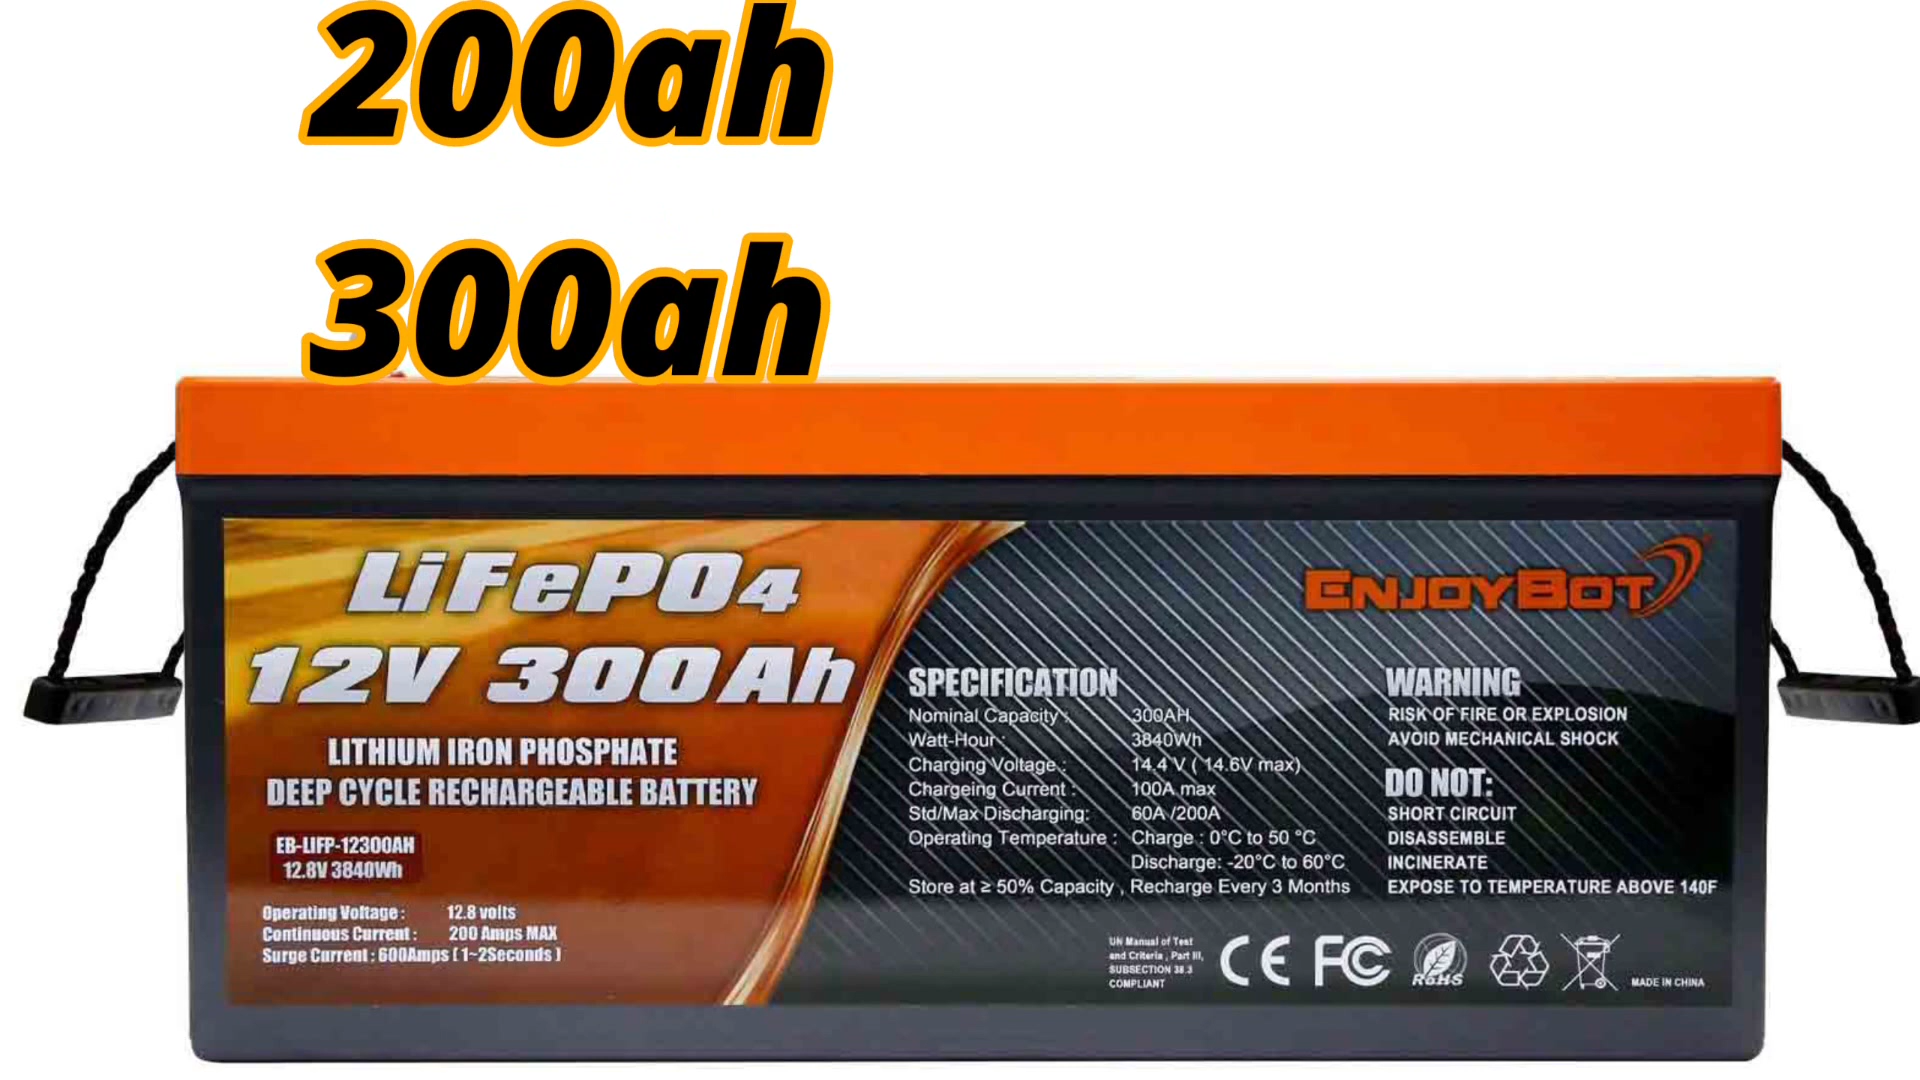 200ah
300ah
LiFePO4
12V 300Ah
LITHIUM IRON PHOSPHATE
DEEP CYCLE RECHARGEABLE BATTERY
EB-LIFP-12300AH
12.8V 3840Wh
Operating Voltage : 12.8 volts
Continuous Current : 200 Amps MAX
Surge Current : 600Amps ( 1~2Seconds )
ENJOYBOT
SPECIFICATION
Nominal Capacity : 300AH
Watt-Hour : 3840Wh
Charging Voltage : 14.4 V ( 14.6V max)
Chargeing Current : 100A max
Std/Max Discharging: 60A /200A
Operating Temperature : Charge : 0°C to 50 °C
Discharge: -20°C to 60°C
Store at ≥ 50% Capacity , Recharge Every 3 Months
WARNING
RISK OF FIRE OR EXPLOSION
AVOID MECHANICAL SHOCK
DO NOT:
SHORT CIRCUIT
DISASSEMBLE
INCINERATE
EXPOSE TO TEMPERATURE ABOVE 140F
UN Manual of Test
and Criteria , Part III,
SUBSECTION 38.3
COMPLIANT
CE FC RoHS
MADE IN CHINA